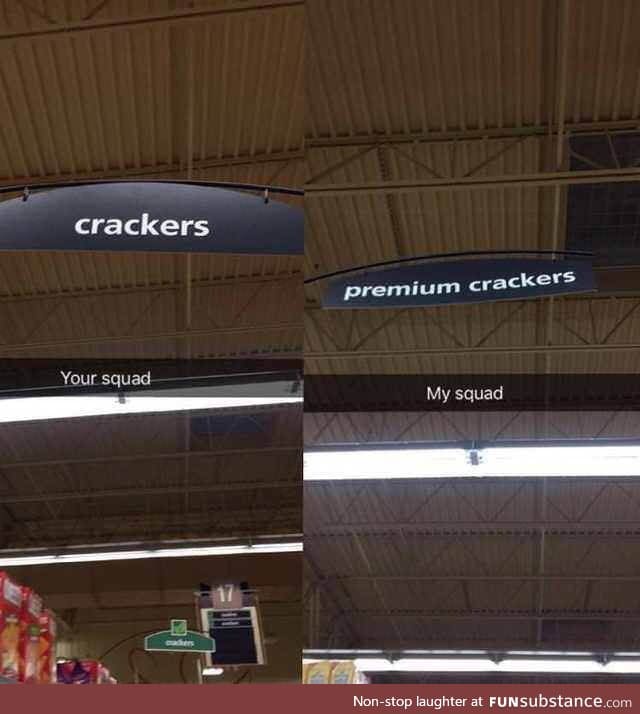 crackers
Your squad
17
crackers
premium crackers
My squad
Non-stop laughter at FUNsubstance.com